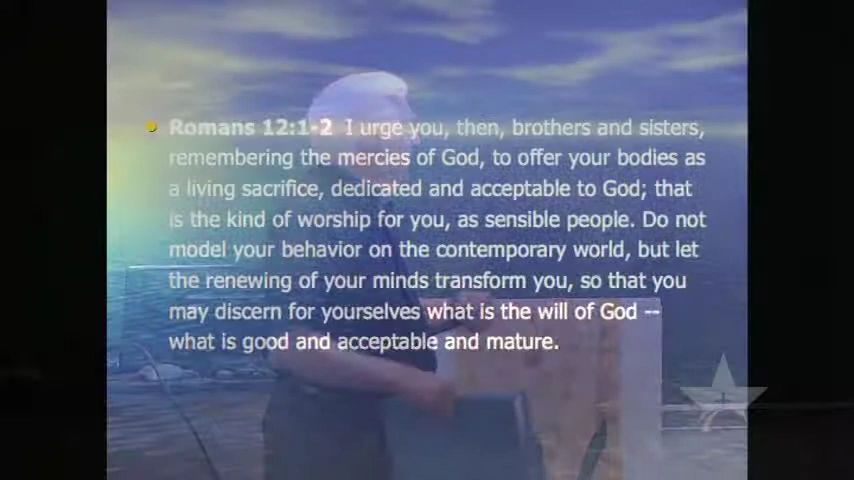 Romans 12:1-2 I urge you, then, brothers and sisters,
remembering the mercies of God, to offer your bodies as
a living sacrifice, dedicated and acceptable to God; that
is the kind of worship for you, as sensible people. Do not
model your behavior on the contemporary world, but let
the renewing of your minds transform you, so that you
may discern for yourselves what is the will of God --
what is good and acceptable and mature.